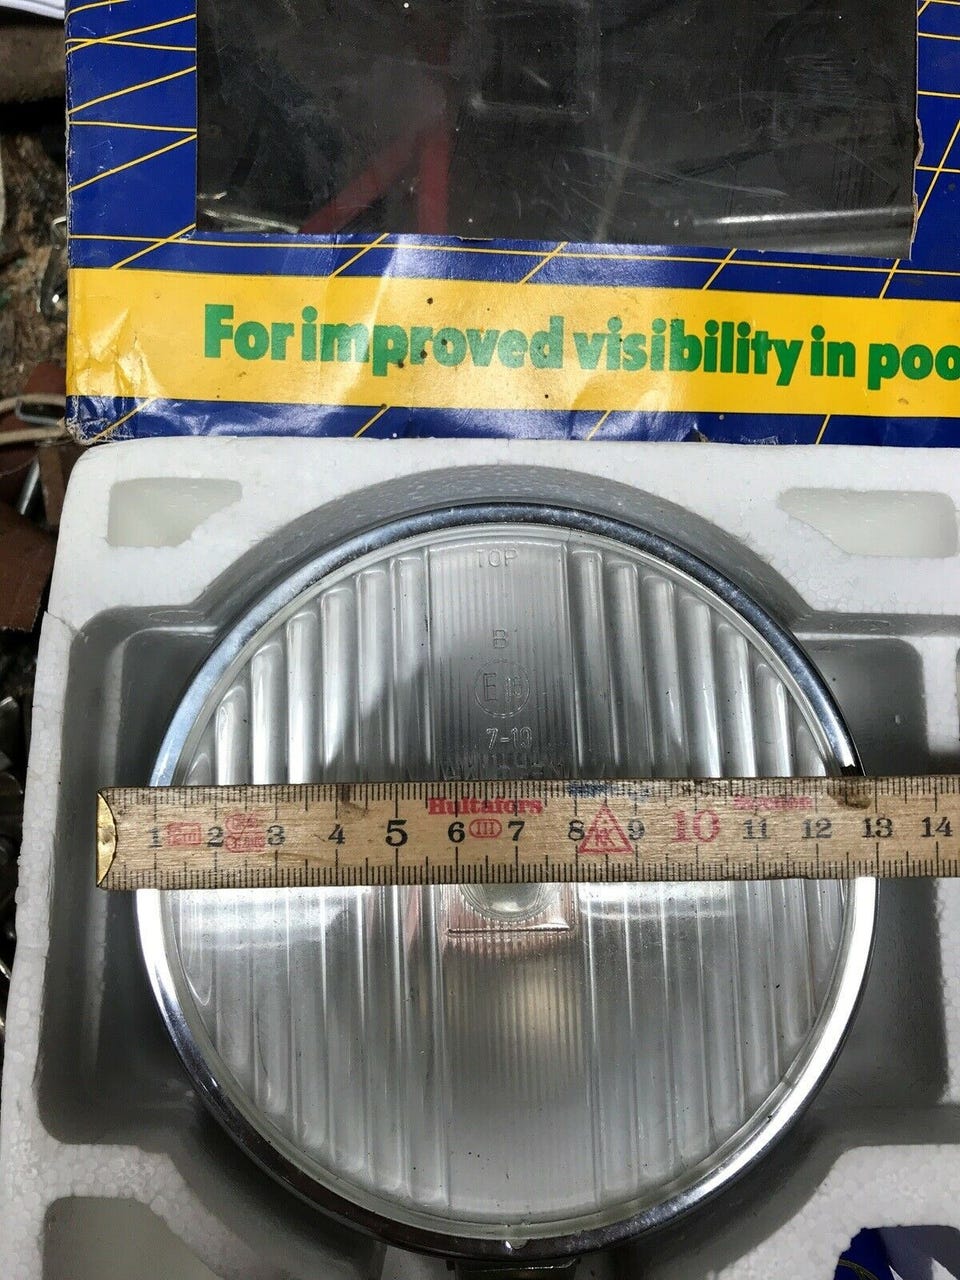 For improved visibility in poo
TOP
B
E
7-19
Hultafors
1 2 3 4 5 6 III 7 8 9 10 11 12 13 14